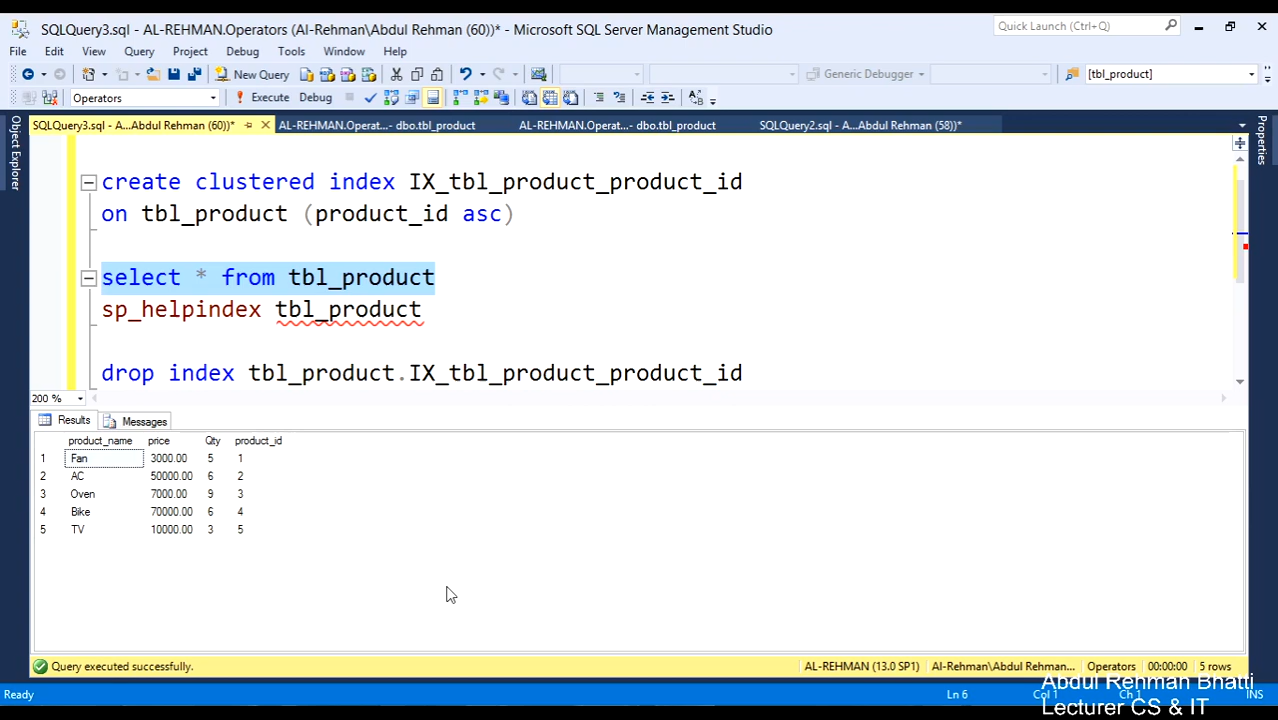 SQLQuery3.sql - AL-REHMAN.Operators (Al-Rehman\Abdul Rehman (60))* - Microsoft SQL Server Management Studio
Quick Launch (Ctrl+Q)
File Edit View Query Project Debug Tools Window Help
New Query Generic Debugger [tbl_product]
Operators Execute Debug
SQLQuery3.sql - A...Abdul Rehman (60))* AL-REHMAN.Operat...- dbo.tbl_product AL-REHMAN.Operat...- dbo.tbl_product SQLQuery2.sql - A...Abdul Rehman (58))*
Object Explorer
Properties
create clustered index IX_tbl_product_product_id
on tbl_product (product_id asc)
select * from tbl_product
sp_helpindex tbl_product
drop index tbl_product.IX_tbl_product_product_id
200 %
Results Messages
product_name price Qty product_id
1 Fan 3000.00 5 1
2 AC 50000.00 6 2
3 Oven 7000.00 9 3
4 Bike 70000.00 6 4
5 TV 10000.00 3 5
Query executed successfully. AL-REHMAN (13.0 SP1) Al-Rehman\Abdul Rehman... Operators 00:00:00 5 rows
Abdul Rehman Bhatti
Ready Ln 6 Col 1 Ch 1 INS
Lecturer CS & IT